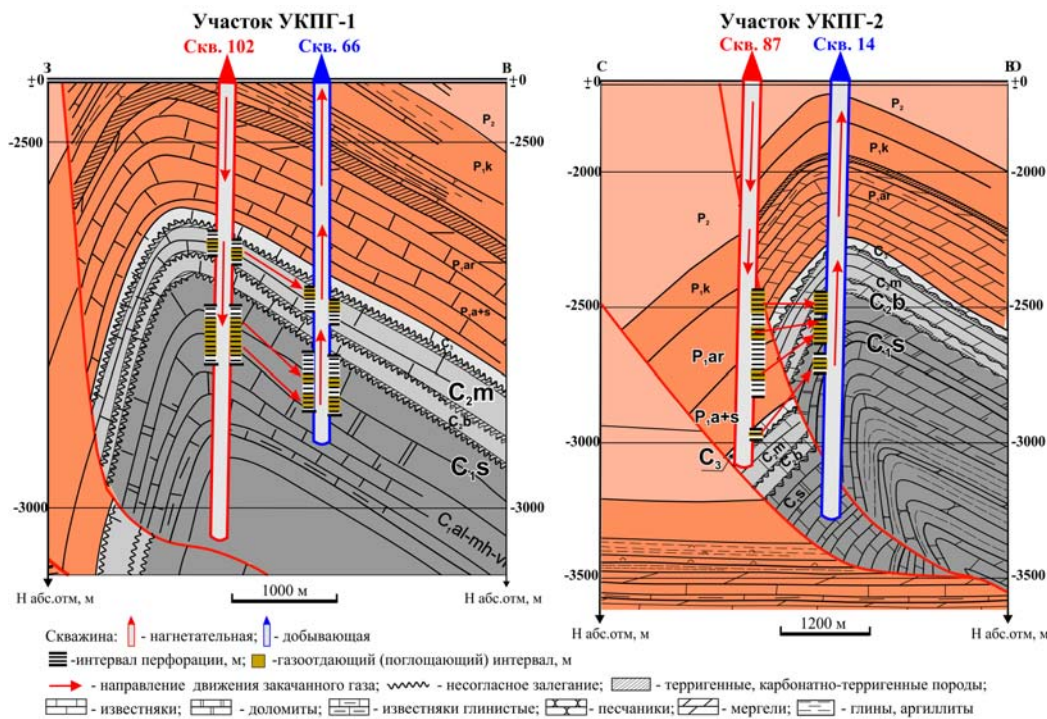 Участок УКПГ-1
Скв. 102
Скв. 66
З
В
±0
±0
-2500
-2500
-3000
-3000
P₂
P₁k
P₁ar
P₁a+s
C₃
C₂m
C₂b
C₁s
C₁al-mh-v
Н абс.отм, м
1000 м
Н абс.отм, м
Участок УКПГ-2
Скв. 87
Скв. 14
С
Ю
±0
±0
-2000
-2000
-2500
-2500
-3000
-3000
-3500
-3500
P₂
P₁k
P₁ar
P₂
C₃
C₂m
C₂b
C₁s
P₁k
P₁ar
P₁a+s
C₃
C₂m
C₂b
C₁s
Н абс.отм, м
1200 м
Н абс.отм, м
Скважина: - нагнетательная; - добывающая
-интервал перфорации, м; - газоотдающий (поглощающий) интервал, м
- направление движения закачанного газа; - несогласное залегание; - терригенные, карбонатно-терригенные породы;
- известняки; - доломиты; - известняки глинистые; - песчаники; - мергели; - глины, аргиллиты